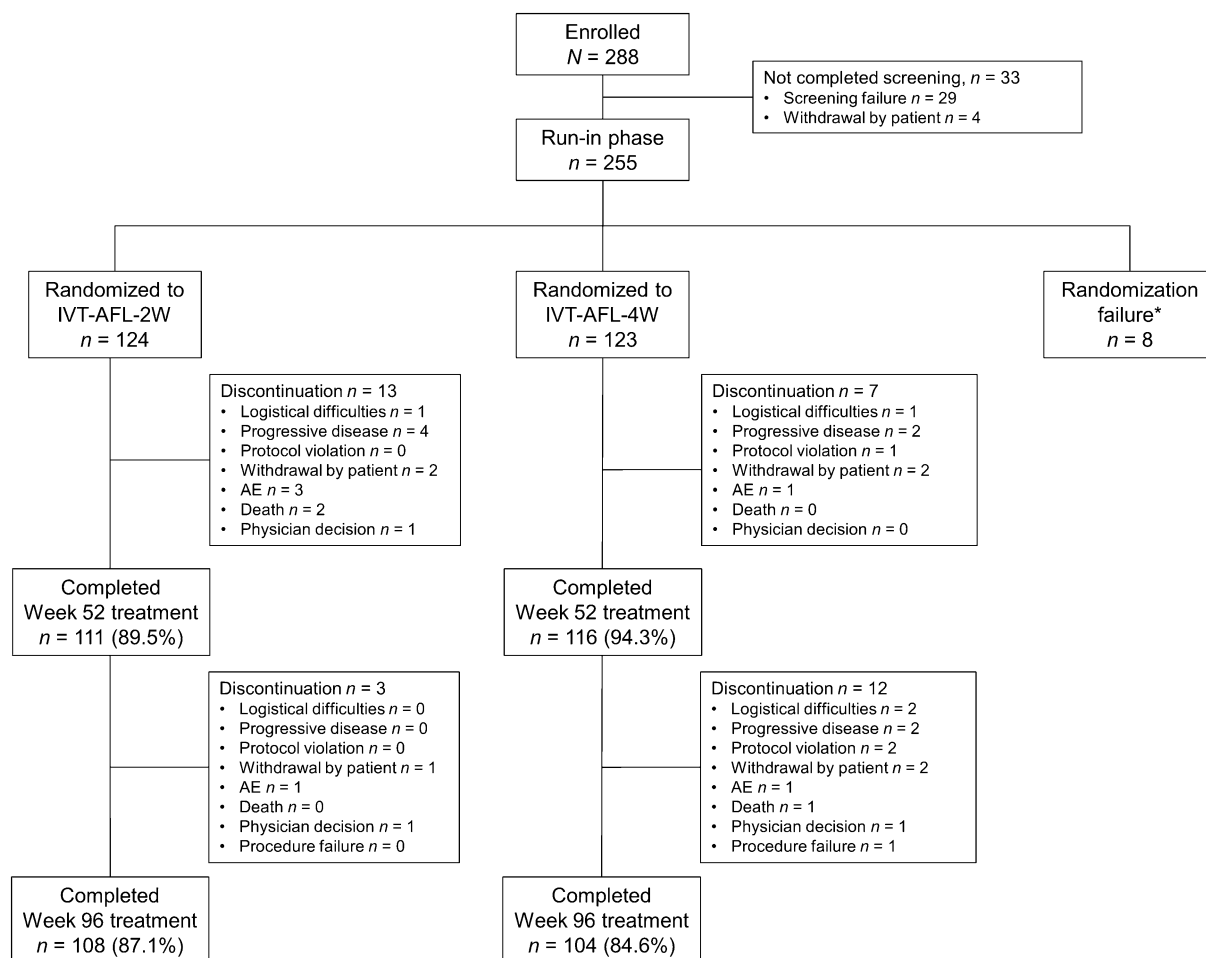 Enrolled
N = 288
Not completed screening, n = 33
• Screening failure n = 29
• Withdrawal by patient n = 4
Run-in phase
n = 255
Randomized to
IVT-AFL-2W
n = 124
Randomized to
IVT-AFL-4W
n = 123
Randomization
failure*
n = 8
Discontinuation n = 13
• Logistical difficulties n = 1
• Progressive disease n = 4
• Protocol violation n = 0
• Withdrawal by patient n = 2
• AE n = 3
• Death n = 2
• Physician decision n = 1
Discontinuation n = 7
• Logistical difficulties n = 1
• Progressive disease n = 2
• Protocol violation n = 1
• Withdrawal by patient n = 2
• AE n = 1
• Death n = 0
• Physician decision n = 0
Completed
Week 52 treatment
n = 111 (89.5%)
Completed
Week 52 treatment
n = 116 (94.3%)
Discontinuation n = 3
• Logistical difficulties n = 0
• Progressive disease n = 0
• Protocol violation n = 0
• Withdrawal by patient n = 1
• AE n = 1
• Death n = 0
• Physician decision n = 1
• Procedure failure n = 0
Discontinuation n = 12
• Logistical difficulties n = 2
• Progressive disease n = 2
• Protocol violation n = 2
• Withdrawal by patient n = 2
• AE n = 1
• Death n = 1
• Physician decision n = 1
• Procedure failure n = 1
Completed
Week 96 treatment
n = 108 (87.1%)
Completed
Week 96 treatment
n = 104 (84.6%)